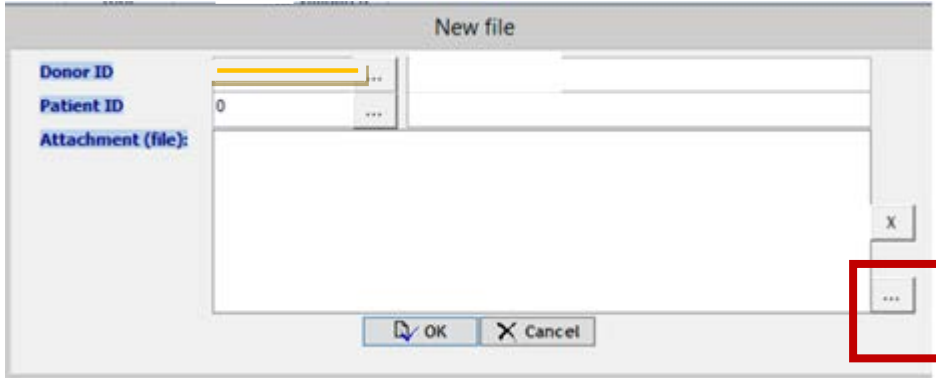 New file
Donor ID ...
Patient ID 0 ...
Attachment (file):
X
...
OK Cancel